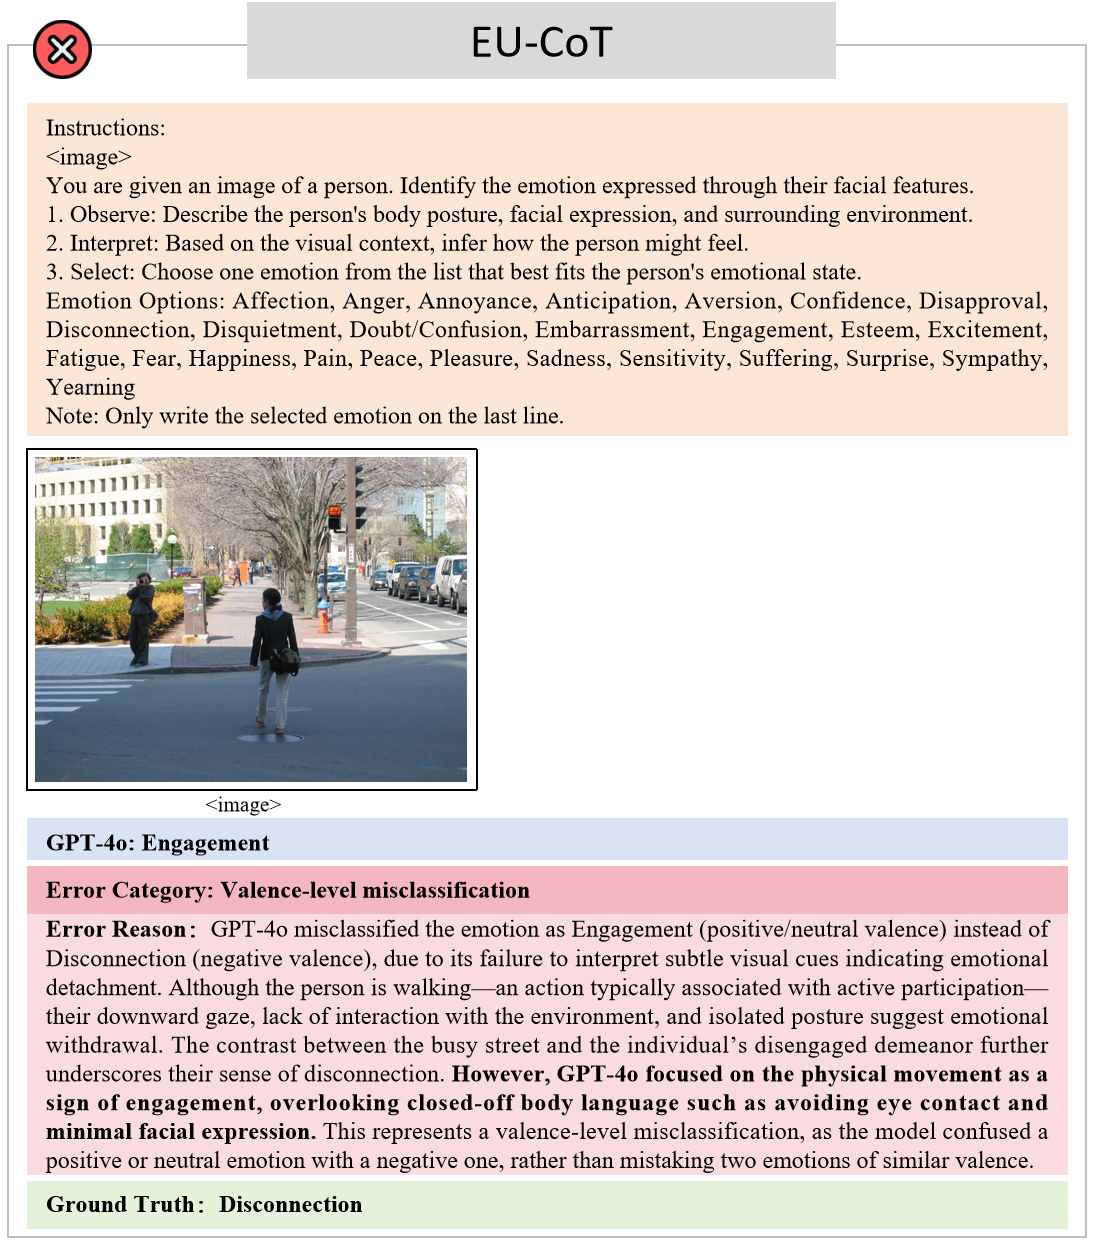 EU-CoT
Instructions:
<image>
You are given an image of a person. Identify the emotion expressed through their facial features.
1. Observe: Describe the person's body posture, facial expression, and surrounding environment.
2. Interpret: Based on the visual context, infer how the person might feel.
3. Select: Choose one emotion from the list that best fits the person's emotional state.
Emotion Options: Affection, Anger, Annoyance, Anticipation, Aversion, Confidence, Disapproval,
Disconnection, Disquietment, Doubt/Confusion, Embarrassment, Engagement, Esteem, Excitement,
Fatigue, Fear, Happiness, Pain, Peace, Pleasure, Sadness, Sensitivity, Suffering, Surprise, Sympathy,
Yearning
Note: Only write the selected emotion on the last line.
<image>
GPT-4o: Engagement
Error Category: Valence-level misclassification
Error Reason： GPT-4o misclassified the emotion as Engagement (positive/neutral valence) instead of
Disconnection (negative valence), due to its failure to interpret subtle visual cues indicating emotional
detachment. Although the person is walking—an action typically associated with active participation—
their downward gaze, lack of interaction with the environment, and isolated posture suggest emotional
withdrawal. The contrast between the busy street and the individual’s disengaged demeanor further
underscores their sense of disconnection. However, GPT-4o focused on the physical movement as a
sign of engagement, overlooking closed-off body language such as avoiding eye contact and
minimal facial expression. This represents a valence-level misclassification, as the model confused a
positive or neutral emotion with a negative one, rather than mistaking two emotions of similar valence.
Ground Truth： Disconnection